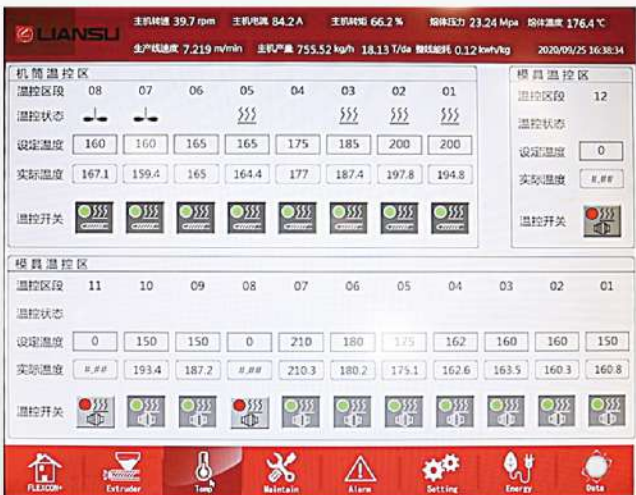 LIANSU
主机转速 39.7 rpm 主机电流 84.2 A 主机转矩 66.2 % 熔体压力 23.24 Mpa 熔体温度 176.4 ℃
生产线速度 7.219 m/min 主机产量 755.52 kg/h 18.13 T/da 整线能耗 0.12 kwh/kg 2020/09/25 16:38:34
机筒温控区
温控区段 08 07 06 05 04 03 02 01
温控状态
设定温度 160 160 165 165 175 185 200 200
实际温度 167.1 159.4 165 164.4 177 187.4 197.8 194.8
温控开关
模具温控区
温控区段 12
温控状态
设定温度 0
实际温度 #.##
温控开关
模具温控区
温控区段 11 10 09 08 07 06 05 04 03 02 01
温控状态
设定温度 0 150 150 0 210 180 175 162 160 160 150
实际温度 #.## 193.4 187.2 #.## 210.3 180.2 175.1 162.6 163.5 160.3 160.8
温控开关
FLEXCON+ Extruder Temp Maintain Alarm Setting Energy Data